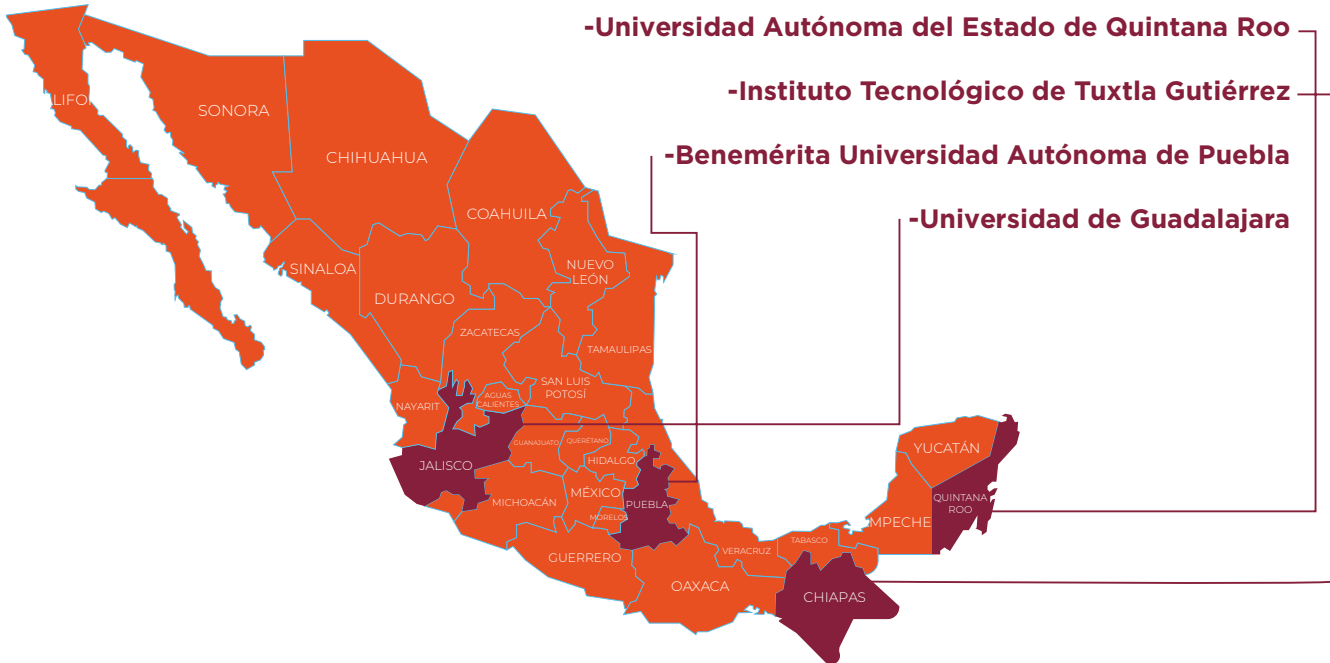 -Universidad Autónoma del Estado de Quintana Roo
-Instituto Tecnológico de Tuxtla Gutiérrez
-Benemérita Universidad Autónoma de Puebla
-Universidad de Guadalajara
ALIFOR
SONORA
CHIHUAHUA
COAHUILA
SINALOA
NUEVO
LEÓN
DURANGO
ZACATECAS
TAMAULIPAS
SAN LUIS
POTOSÍ
AGUAS
CALIENTES
NAYARIT
GUANAJUATO
QUERÉTANO
HIDALGO
YUCATÁN
JALISCO
MÉXICO
PUEBLA
MICHOACÁN
MORELOS
QUINTANA
ROO
MPECHE
GUERRERO
VERACRUZ
TABASCO
OAXACA
CHIAPAS